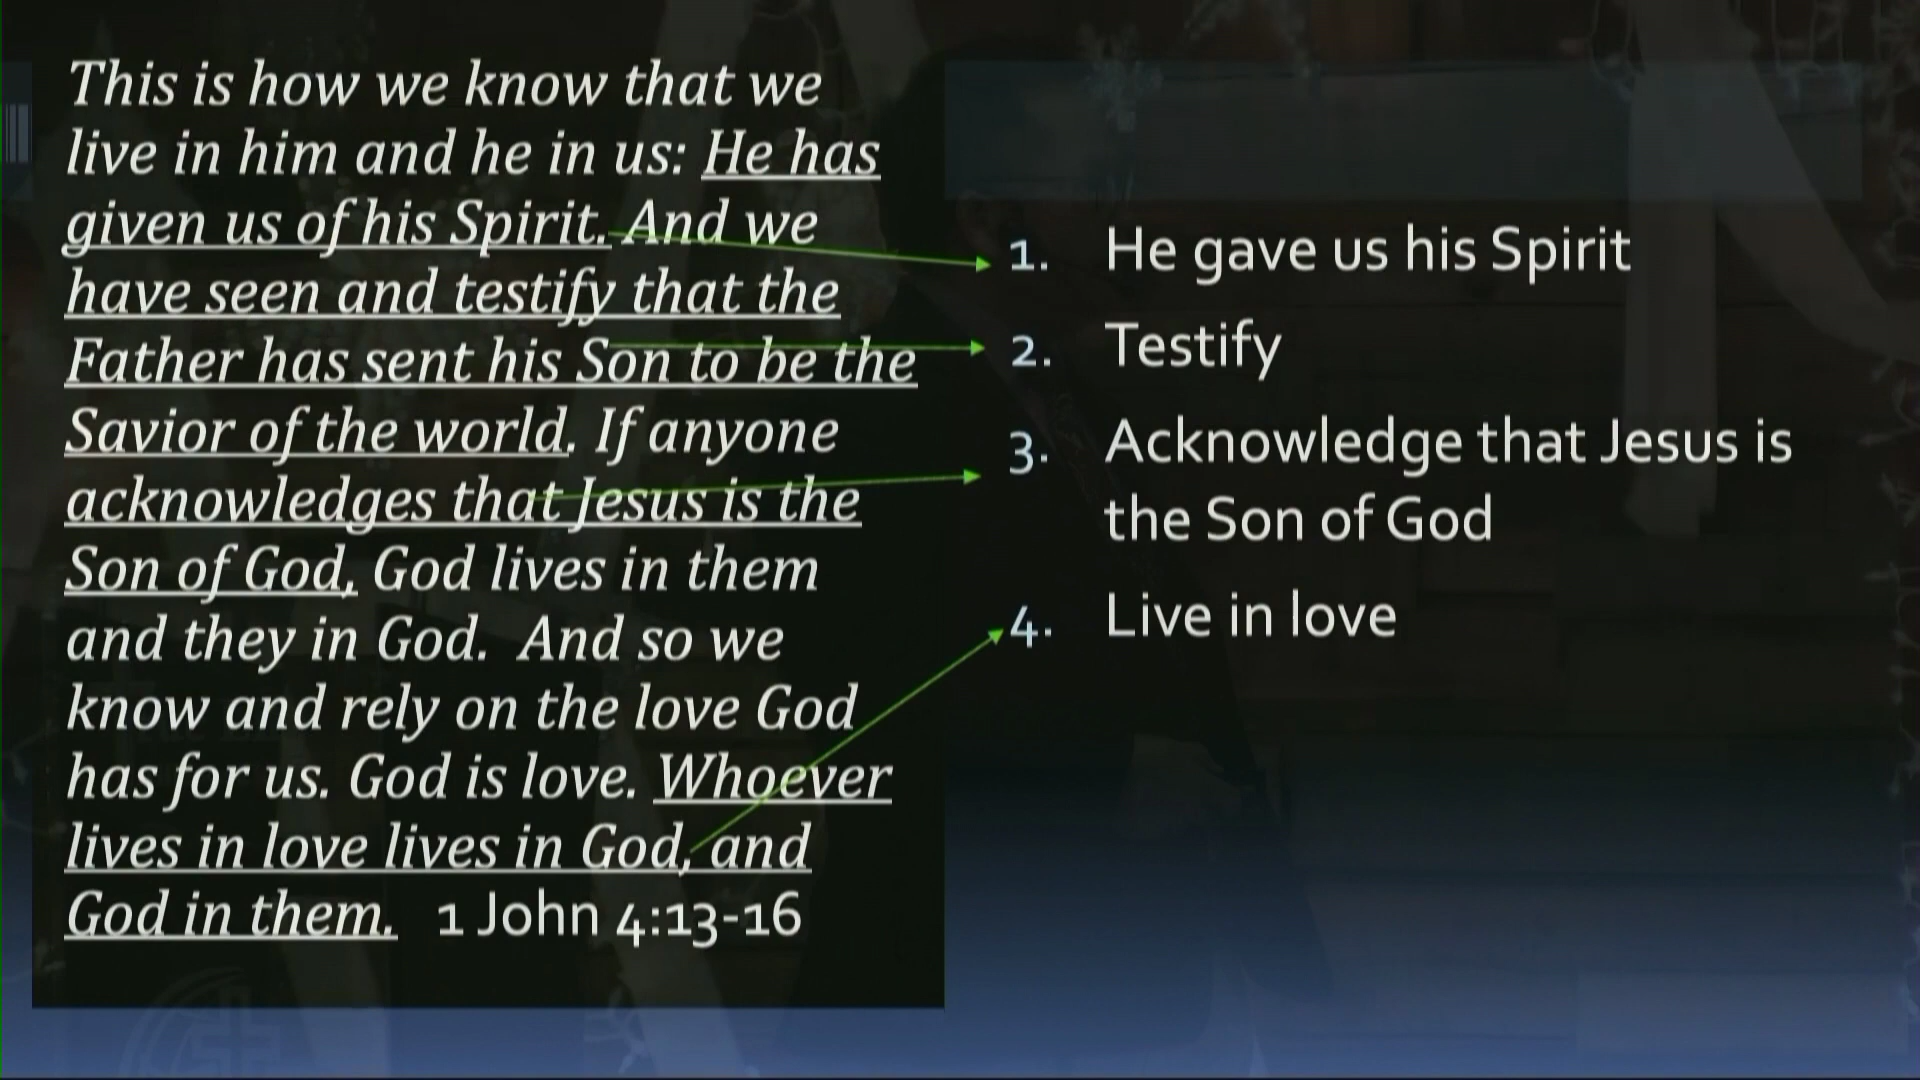 This is how we know that we
live in him and he in us: He has
given us of his Spirit. And we
have seen and testify that the
Father has sent his Son to be the
Savior of the world. If anyone
acknowledges that Jesus is the
Son of God, God lives in them
and they in God.  And so we
know and rely on the love God
has for us. God is love. Whoever
lives in love lives in God, and
God in them.   1 John 4:13-16
1. He gave us his Spirit
2. Testify
3. Acknowledge that Jesus is
the Son of God
4. Live in love